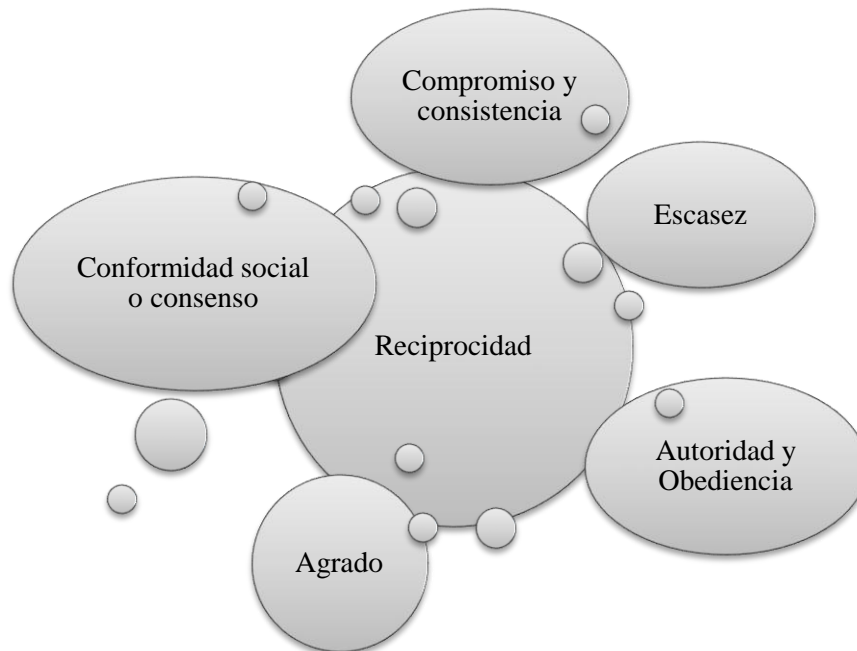 Compromiso y
consistencia
Escasez
Conformidad social
o consenso
Reciprocidad
Autoridad y
Obediencia
Agrado